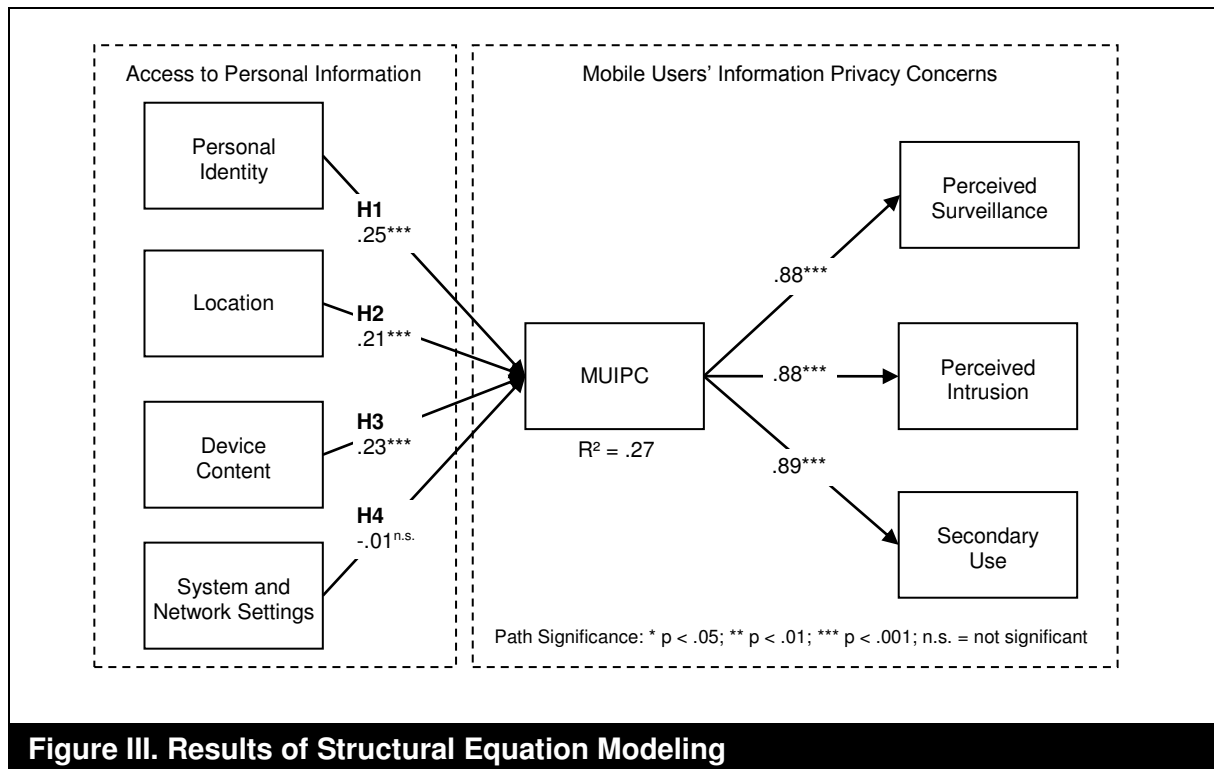 Access to Personal Information
Mobile Users' Information Privacy Concerns
Personal
Identity
H1
.25***
Location
H2
.21***
Device
Content
H3
.23***
System and
Network Settings
H4
-.01n.s.
MUIPC
R² = .27
.88***
Perceived
Surveillance
.88***
Perceived
Intrusion
.89***
Secondary
Use
Path Significance: * p < .05; ** p < .01; *** p < .001; n.s. = not significant
Figure III. Results of Structural Equation Modeling